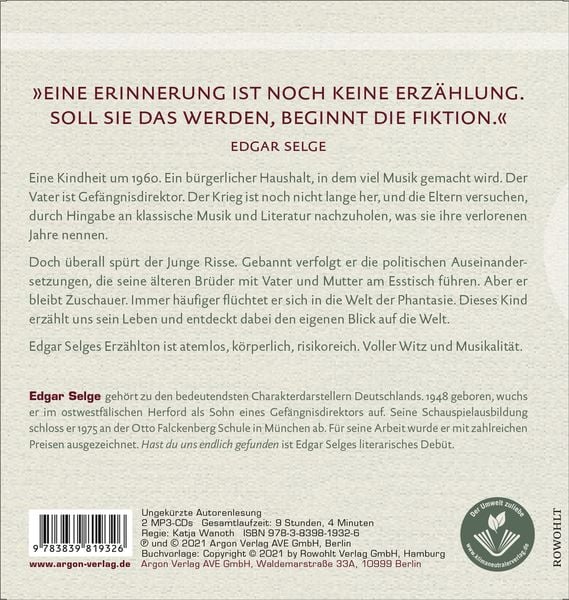 »EINE ERINNERUNG IST NOCH KEINE ERZÄHLUNG.
SOLL SIE DAS WERDEN, BEGINNT DIE FIKTION.«
EDGAR SELGE
Eine Kindheit um 1960. Ein bürgerlicher Haushalt, in dem viel Musik gemacht wird. Der
Vater ist Gefängnisdirektor. Der Krieg ist noch nicht lange her, und die Eltern versuchen,
durch Hingabe an klassische Musik und Literatur nachzuholen, was sie ihre verlorenen
Jahre nennen.
Doch überall spürt der Junge Risse. Gebannt verfolgt er die politischen Auseinander-
setzungen, die seine älteren Brüder mit Vater und Mutter am Esstisch führen. Aber er
bleibt Zuschauer. Immer häufiger flüchtet er sich in die Welt der Phantasie. Dieses Kind
erzählt uns sein Leben und entdeckt dabei den eigenen Blick auf die Welt.
Edgar Selges Erzählton ist atemlos, körperlich, risikoreich. Voller Witz und Musikalität.
Edgar Selge gehört zu den bedeutendsten Charakterdarstellern Deutschlands. 1948 geboren, wuchs
er im ostwestfälischen Herford als Sohn eines Gefängnisdirektors auf. Seine Schauspielausbildung
schloss er 1975 an der Otto Falckenberg Schule in München ab. Für seine Arbeit wurde er mit zahlreichen
Preisen ausgezeichnet. Hast du uns endlich gefunden ist Edgar Selges literarisches Debüt.
Ungekürzte Autorenlesung
2 MP3-CDs Gesamtlaufzeit: 9 Stunden, 4 Minuten
Regie: Katja Wanoth ISBN 978-3-8398-1932-6
℗ und © 2021 Argon Verlag AVE GmbH, Berlin
Buchvorlage: Copyright © 2021 by Rowohlt Verlag GmbH, Hamburg
Argon Verlag AVE GmbH, Waldemarstraße 33A, 10999 Berlin
9 783839 819326
www.argon-verlag.de
Der Umwelt zuliebe
www.klimaneutralerverlag.de
ROWOHLT